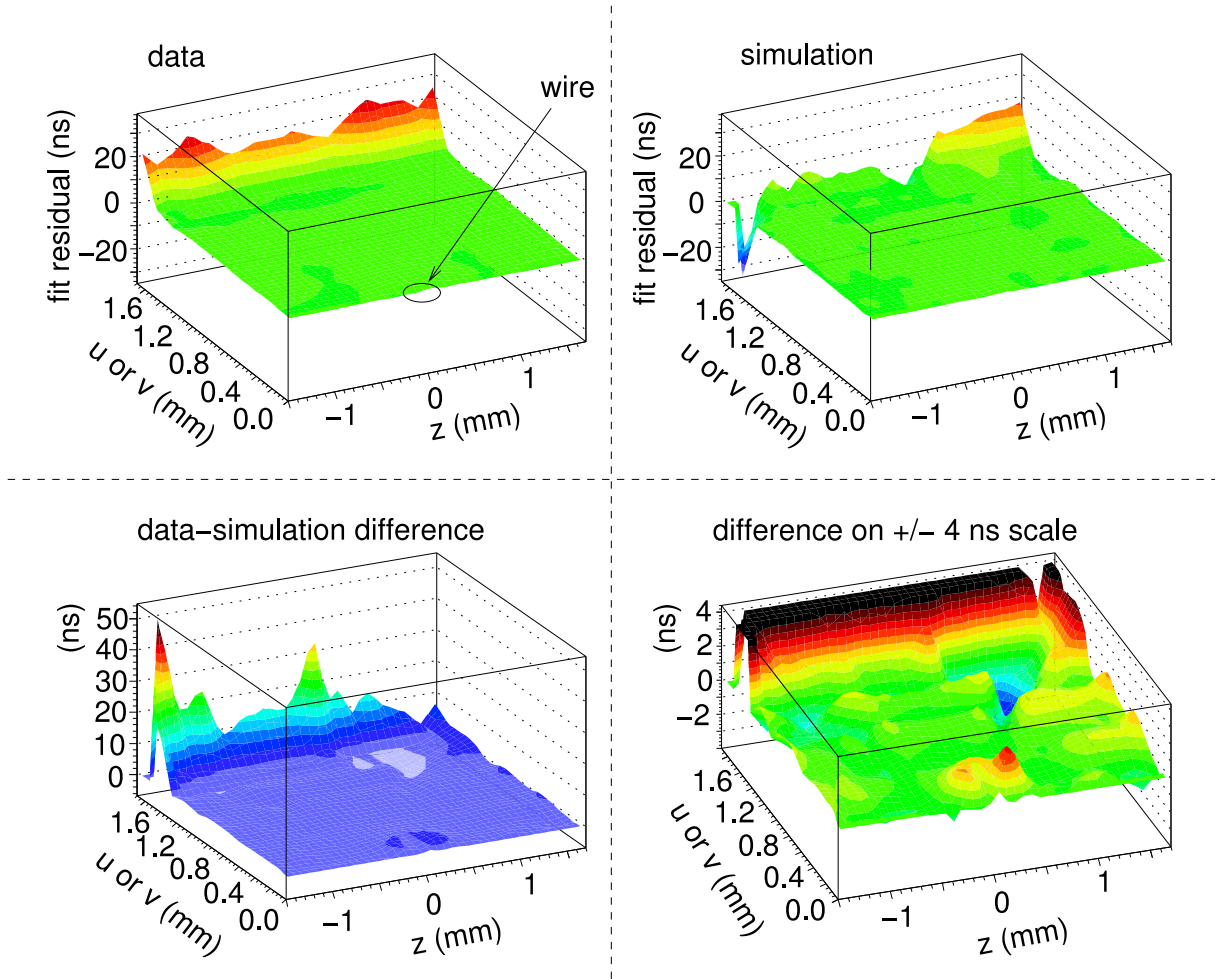 data
wire
fit residual (ns)
20
0
−20
1.6
1.2
0.8
0.4
0.0
u or v (mm)
−1
0
1
z (mm)
simulation
fit residual (ns)
20
0
−20
1.6
1.2
0.8
0.4
0.0
u or v (mm)
−1
0
1
z (mm)
data−simulation difference
(ns)
50
40
30
20
10
0
1.6
1.2
0.8
0.4
0.0
u or v (mm)
−1
0
1
z (mm)
difference on +/− 4 ns scale
(ns)
4
2
0
−2
1.6
1.2
0.8
0.4
0.0
u or v (mm)
−1
0
1
z (mm)